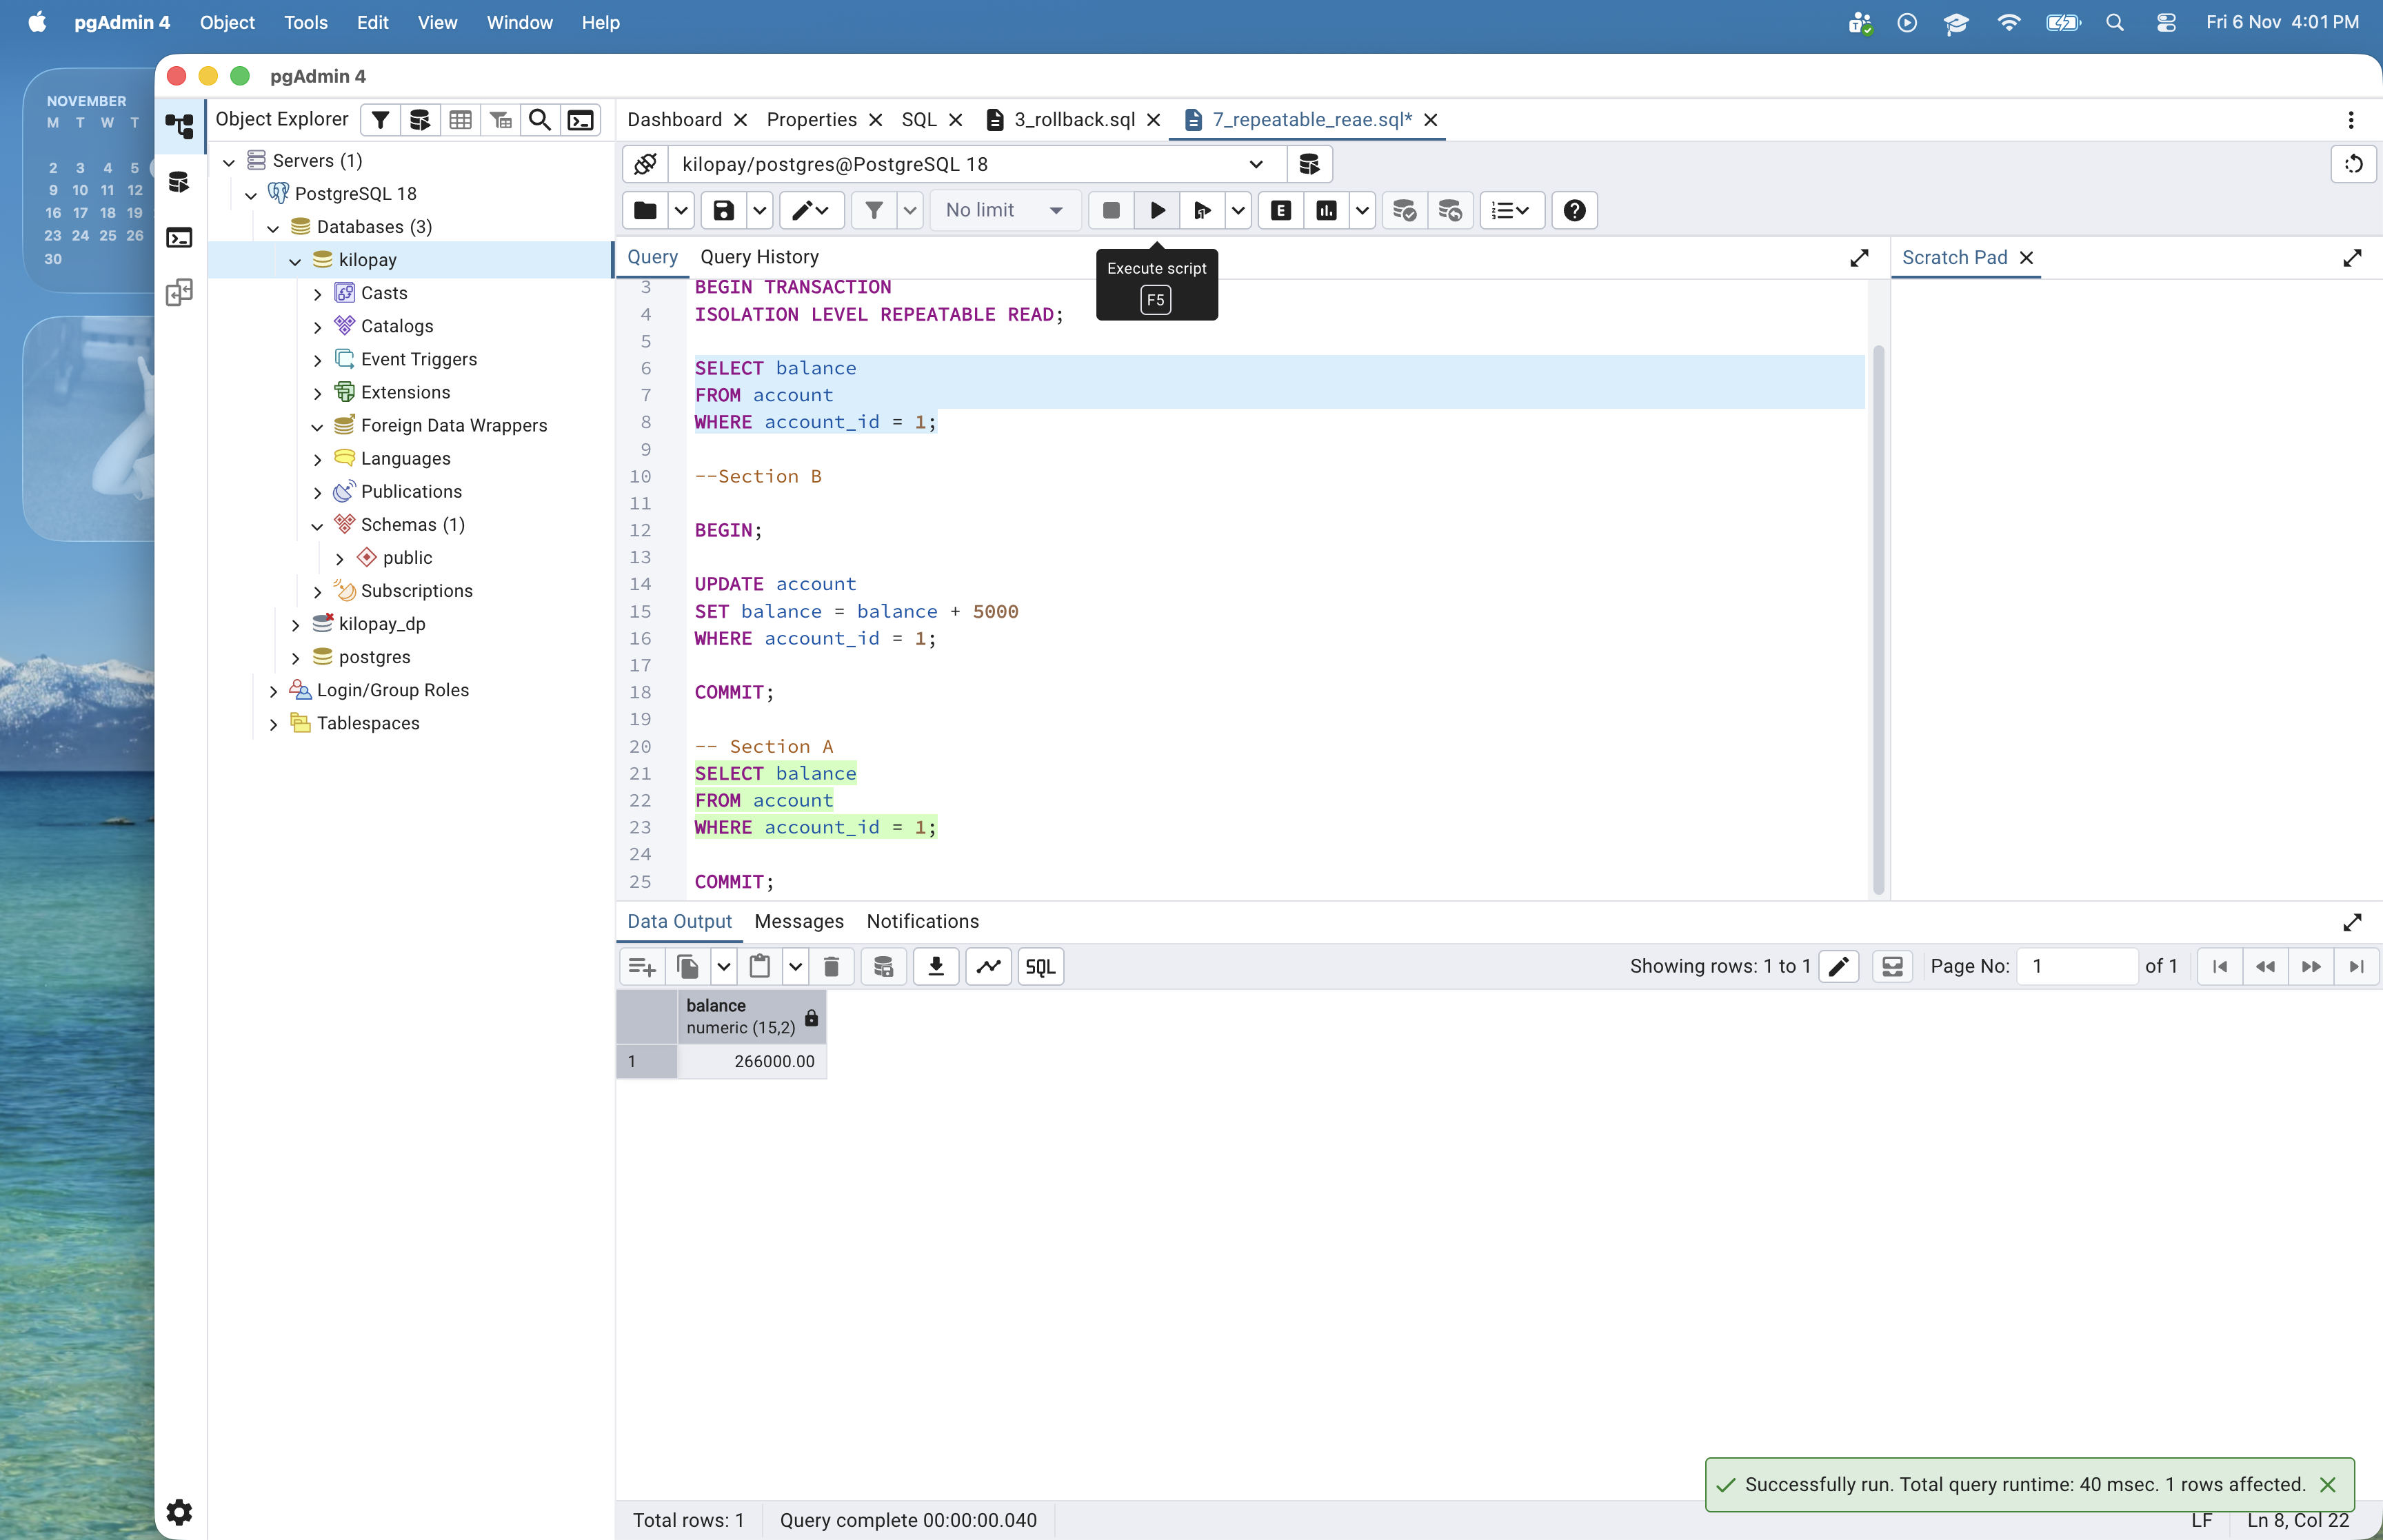 pgAdmin 4 Object Tools Edit View Window Help
Fri 6 Nov 4:01 PM
NOVEMBER
M T W T
2 3 4 5
9 10 11 12
16 17 18 19
23 24 25 26
30
pgAdmin 4
Object Explorer
Servers (1)
PostgreSQL 18
Databases (3)
kilopay
Casts
Catalogs
Event Triggers
Extensions
Foreign Data Wrappers
Languages
Publications
Schemas (1)
public
Subscriptions
kilopay_dp
postgres
Login/Group Roles
Tablespaces
Dashboard Properties SQL 3_rollback.sql 7_repeatable_reae.sql*
kilopay/postgres@PostgreSQL 18
No limit
E
Query Query History
Execute script
F5
Scratch Pad
3 BEGIN TRANSACTION
4 ISOLATION LEVEL REPEATABLE READ;
5
6 SELECT balance
7 FROM account
8 WHERE account_id = 1;
9
10 --Section B
11
12 BEGIN;
13
14 UPDATE account
15 SET balance = balance + 5000
16 WHERE account_id = 1;
17
18 COMMIT;
19
20 -- Section A
21 SELECT balance
22 FROM account
23 WHERE account_id = 1;
24
25 COMMIT;
Data Output Messages Notifications
SQL
Showing rows: 1 to 1
Page No: 1 of 1
balance
numeric (15,2)
1 266000.00
Successfully run. Total query runtime: 40 msec. 1 rows affected.
Total rows: 1 Query complete 00:00:00.040
LF Ln 8, Col 22